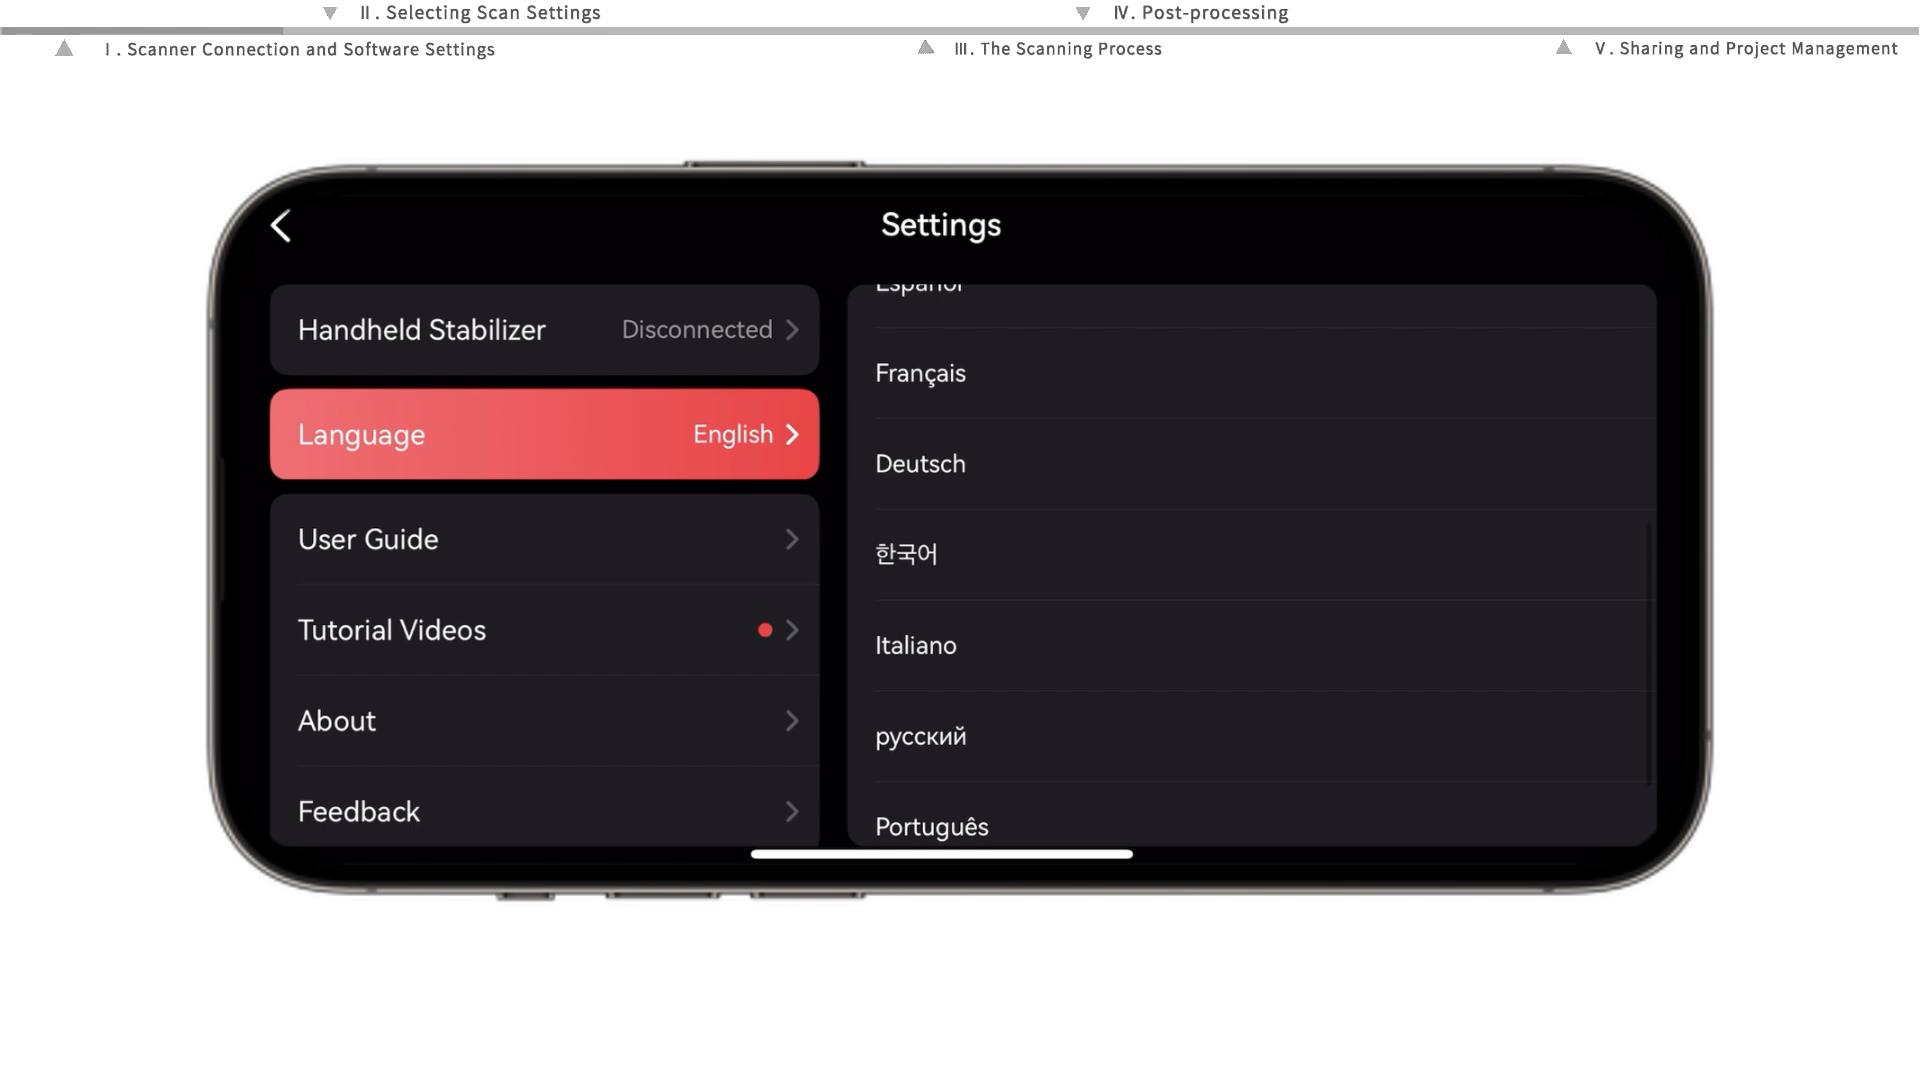 II. Selecting Scan Settings
IV. Post-processing
I. Scanner Connection and Software Settings
III. The Scanning Process
V. Sharing and Project Management
Settings
Handheld Stabilizer Disconnected
Language English
User Guide
Tutorial Videos
About
Feedback
Español
Français
Deutsch
한국어
Italiano
русский
Português